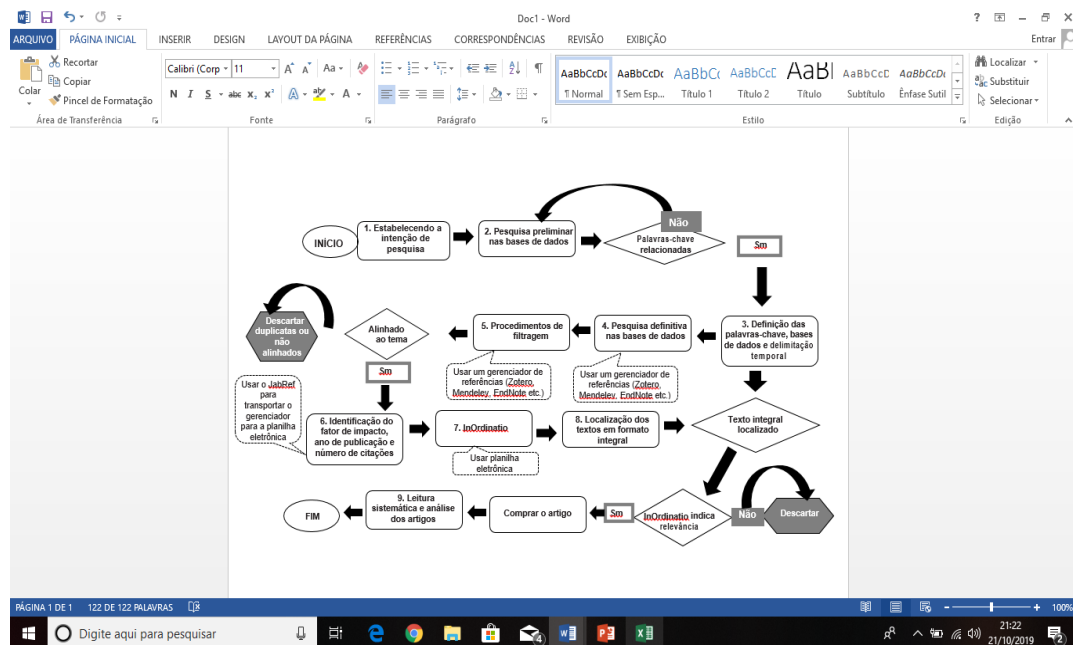 Doc1 - Word
ARQUIVO PÁGINA INICIAL INSERIR DESIGN LAYOUT DA PÁGINA REFERÊNCIAS CORRESPONDÊNCIAS REVISÃO EXIBIÇÃO Entrar
Colar
Recortar
Copiar
Pincel de Formatação
Área de Transferência
Calibri (Corp 11
N I S abc x₂ x²
Fonte
Parágrafo
AaBbCcDc AaBbCcDc AaBbCc AaBbCcC AaBl AaBbCcC AaBbCcDc
¶ Normal ¶ Sem Esp... Título 1 Título 2 Título Subtítulo Ênfase Sutil
Estilo
Localizar
Substituir
Selecionar
Edição
INÍCIO
1. Estabelecendo a
intenção de
pesquisa
2. Pesquisa preliminar
nas bases de dados
Não
Palavras-chave
relacionadas
Sm
3. Definição das
palavras-chave, bases
de dados e delimitação
temporal
4. Pesquisa definitiva
nas bases de dados
Usar um gerenciador de
referências (Zotero,
Mendeley, EndNote etc.)
5. Procedimentos de
filtragem
Usar um gerenciador de
referências (Zotero,
Mendeley, EndNote etc.)
Alinhado
ao tema
Descartar
duplicatas ou
não
alinhados
Sm
Usar o JabRef
para
transportar o
gerenciador
para a planilha
eletrônica
6. Identificação do
fator de impacto,
ano de publicação e
número de citações
7. InOrdinatio
Usar planilha
eletrônica
8. Localização dos
textos em formato
integral
Texto integral
localizado
InOrdinatio indica
relevância
Não
Descartar
Sm
Comprar o artigo
9. Leitura
sistemática e análise
dos artigos
FIM
PÁGINA 1 DE 1 122 DE 122 PALAVRAS 100%
Digite aqui para pesquisar
4
21:22
21/10/2019
2